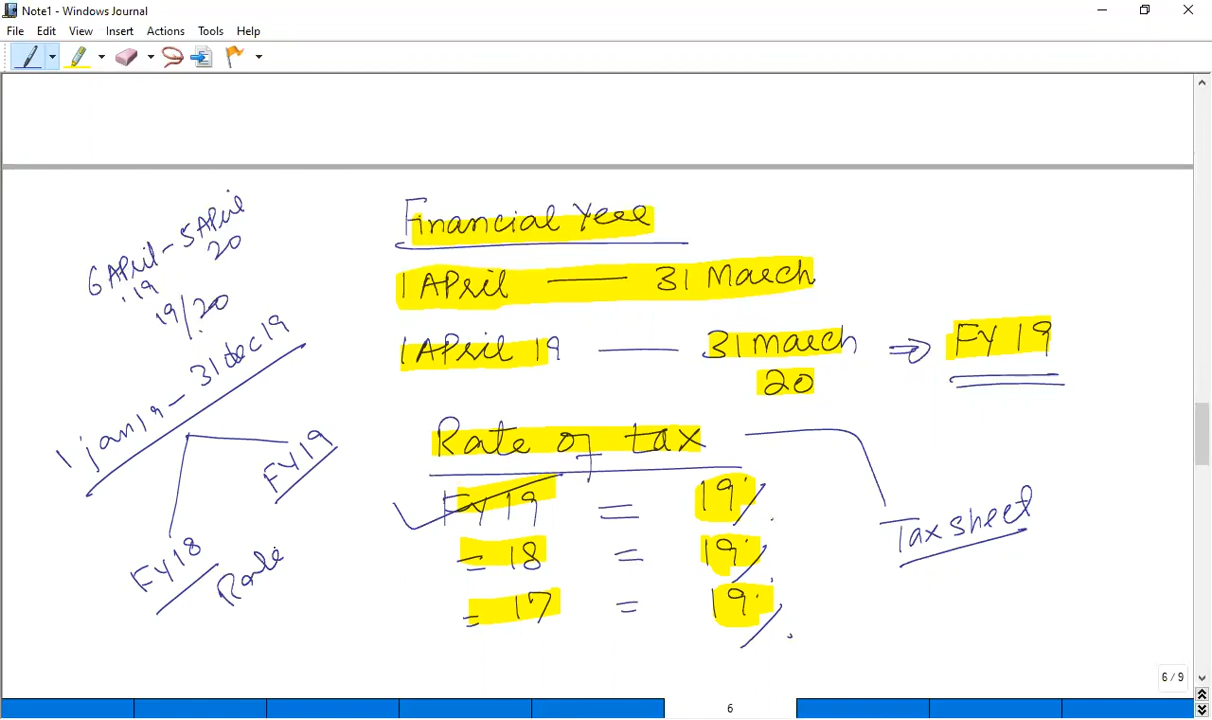 Note1 - Windows Journal
File Edit View Insert Actions Tools Help
Financial Year
1 April — 31 March
1 April 19 — 31 March 20 ⇒ FY 19
Rate of tax
FY 19 = 19%
= 18 = 19%
= 17 = 19%
Tax sheet
6 April - 5 April
19 20
19/20
1 jan 19 - 31 dec 19
FY 19
FY 18
Rate
6 / 9
6